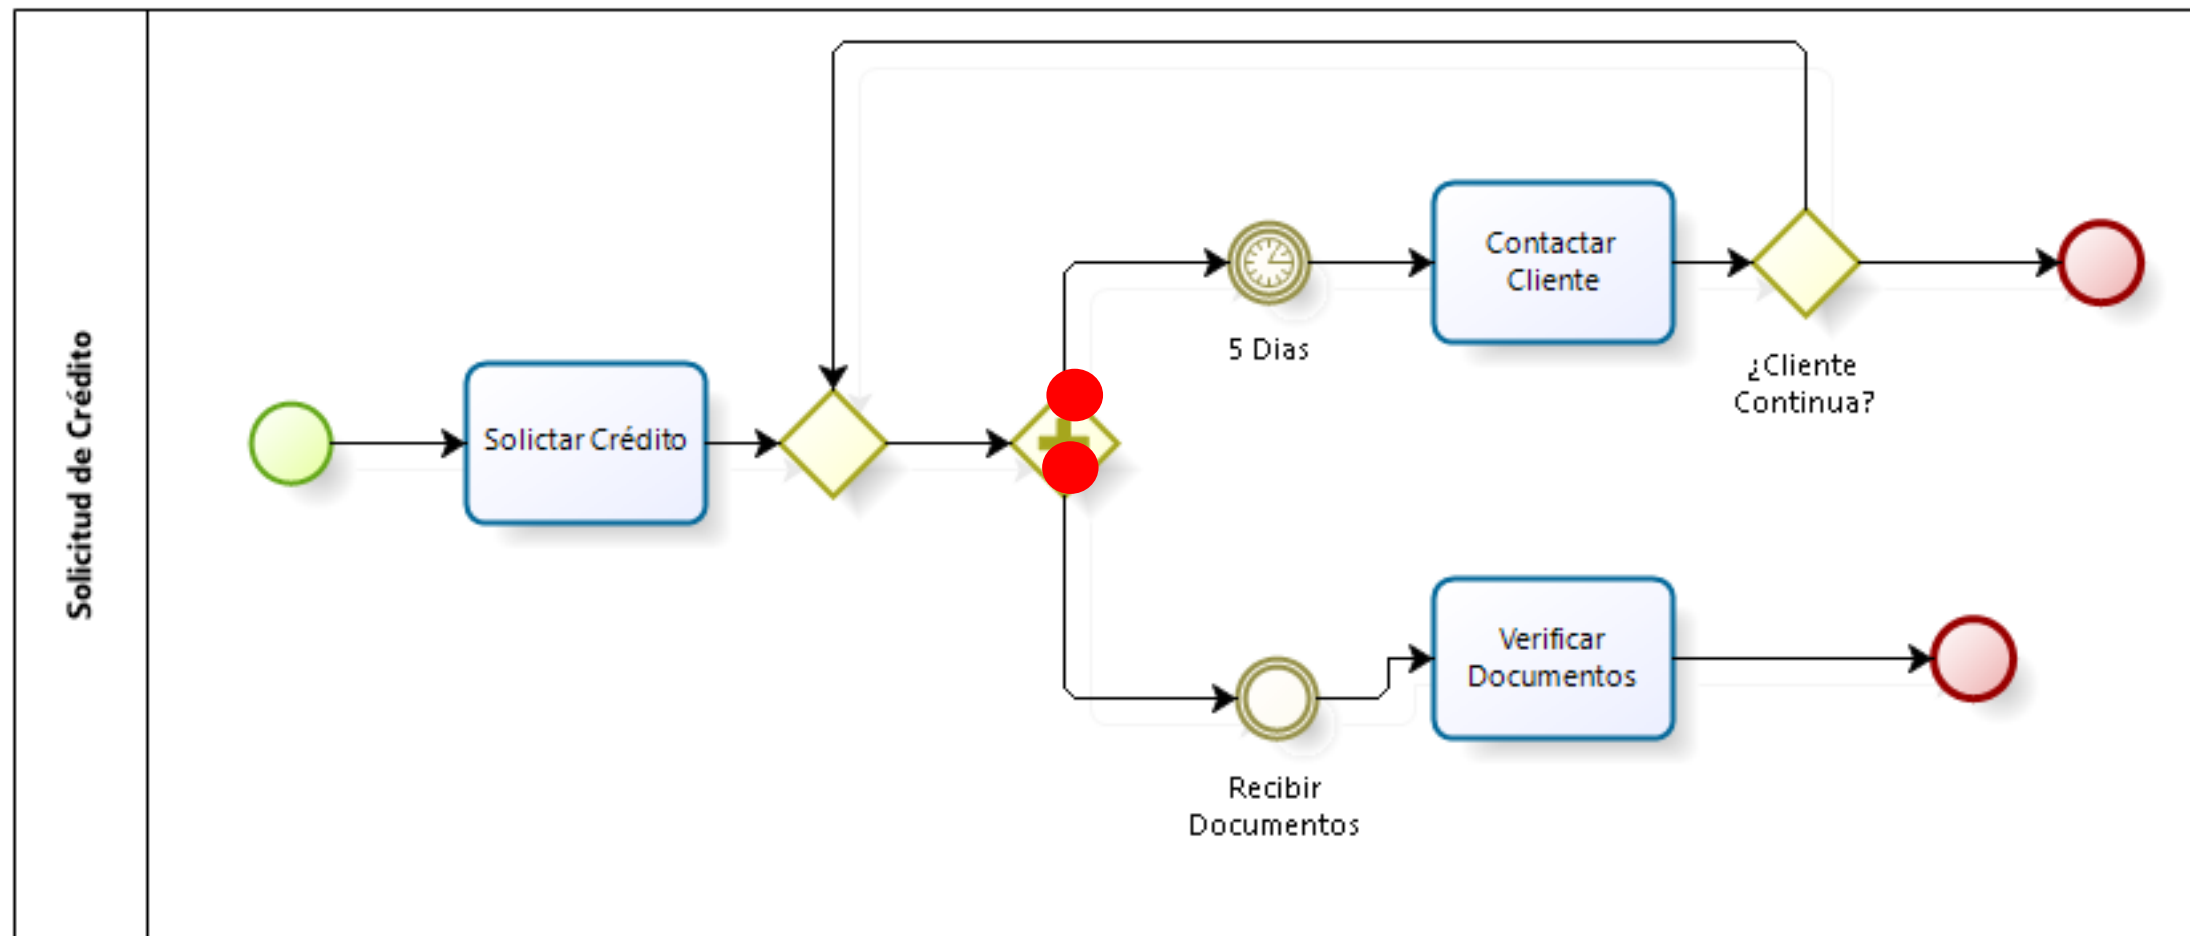 Solicitud de Crédito
Solictar Crédito
5 Dias
Contactar
Cliente
¿Cliente
Continua?
Recibir
Documentos
Verificar
Documentos